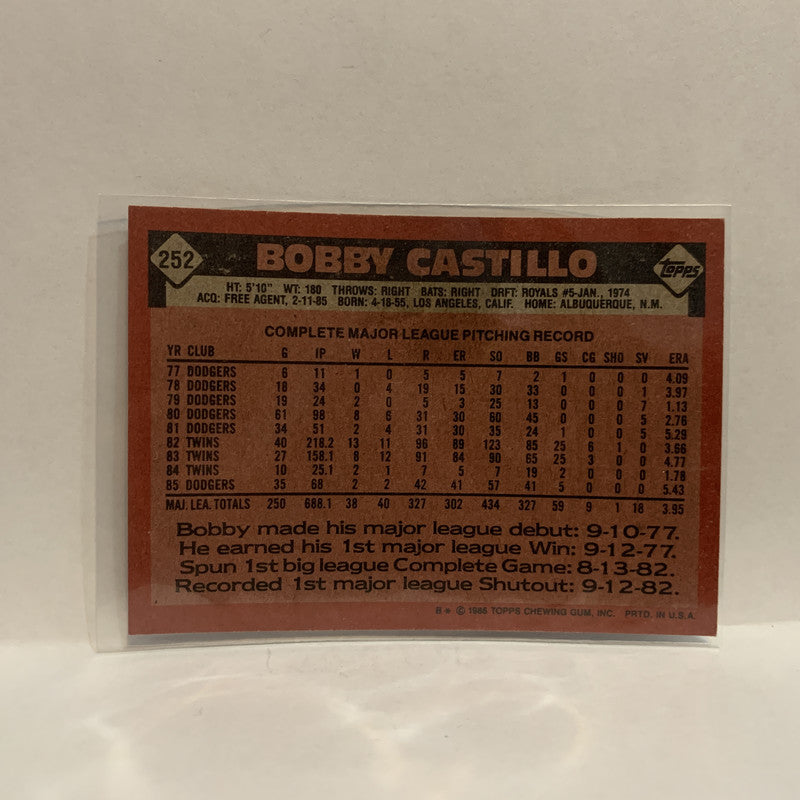 252 BOBBY CASTILLO topps
HT: 5'10" WT: 180 THROWS: RIGHT BATS: RIGHT DRFT: ROYALS #5-JAN., 1974
ACQ: FREE AGENT, 2-11-85 BORN: 4-18-55, LOS ANGELES, CALIF. HOME: ALBUQUERQUE, N.M.
COMPLETE MAJOR LEAGUE PITCHING RECORD
YR CLUB G IP W L R ER SO BB GS CG SHO SV ERA
77 DODGERS 6 11 1 0 5 5 7 2 1 0 0 0 4.09
78 DODGERS 18 34 0 4 19 15 30 33 0 0 0 1 3.97
79 DODGERS 19 24 2 0 5 3 25 13 0 0 0 7 1.13
80 DODGERS 61 98 8 6 31 30 60 45 0 0 0 5 2.76
81 DODGERS 34 51 2 4 31 30 35 24 1 0 0 5 5.29
82 TWINS 40 218.2 13 11 96 89 123 85 25 6 1 0 3.66
83 TWINS 27 158.1 8 12 91 84 90 65 25 3 0 0 4.77
84 TWINS 10 25.1 2 1 7 5 7 19 2 0 0 0 1.78
85 DODGERS 35 68 2 2 42 41 57 41 5 0 0 0 5.43
MAJ. LEA. TOTALS 250 688.1 38 40 327 302 434 327 59 9 1 18 3.95
Bobby made his major league debut: 9-10-77.
He earned his 1st major league Win: 9-12-77.
Spun 1st big league Complete Game: 8-13-82.
Recorded 1st major league Shutout: 9-12-82.
B* © 1986 TOPPS CHEWING GUM, INC. PRTD. IN U.S.A.